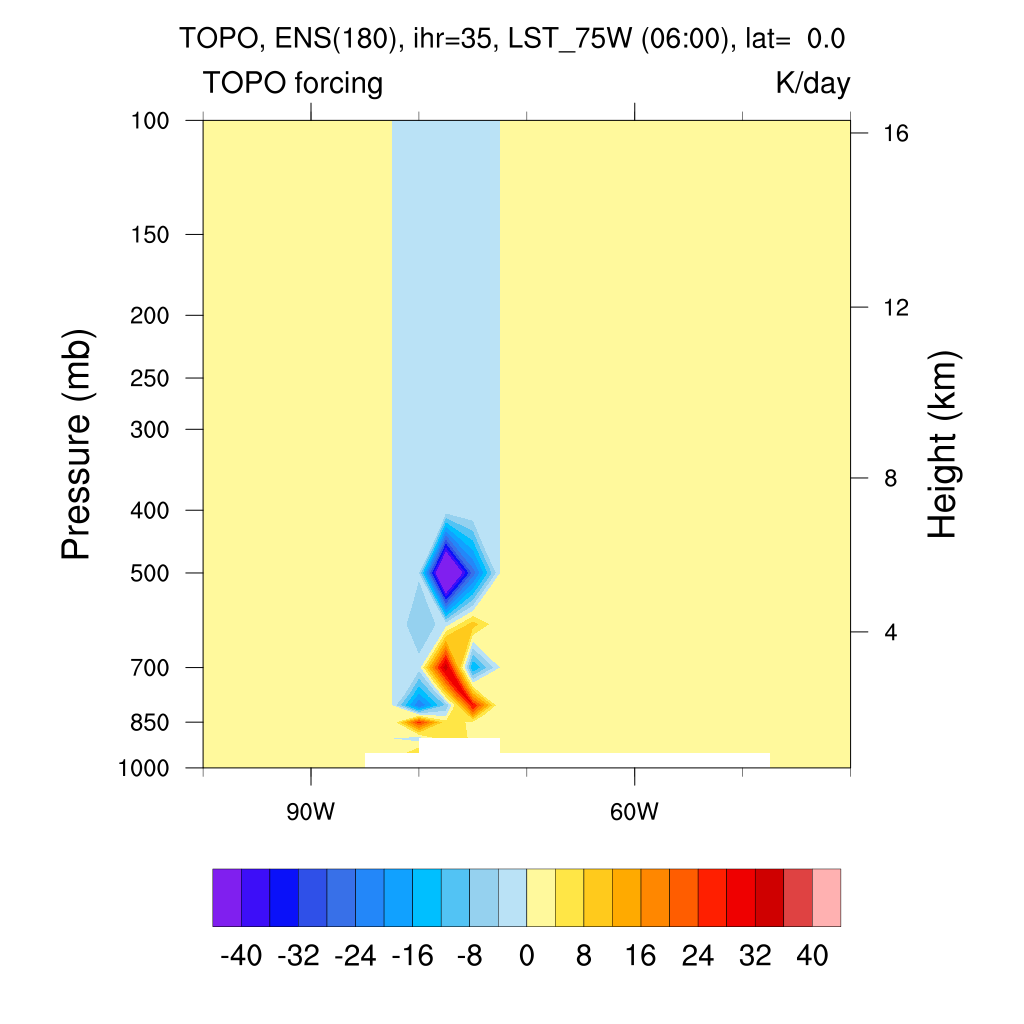 TOPO, ENS(180), ihr=35, LST_75W (06:00), lat=  0.0
TOPO forcing K/day
100
150
200
250
300
400
500
700
850
1000
Pressure (mb)
16
12
8
4
Height (km)
90W 60W
-40 -32 -24 -16 -8 0 8 16 24 32 40